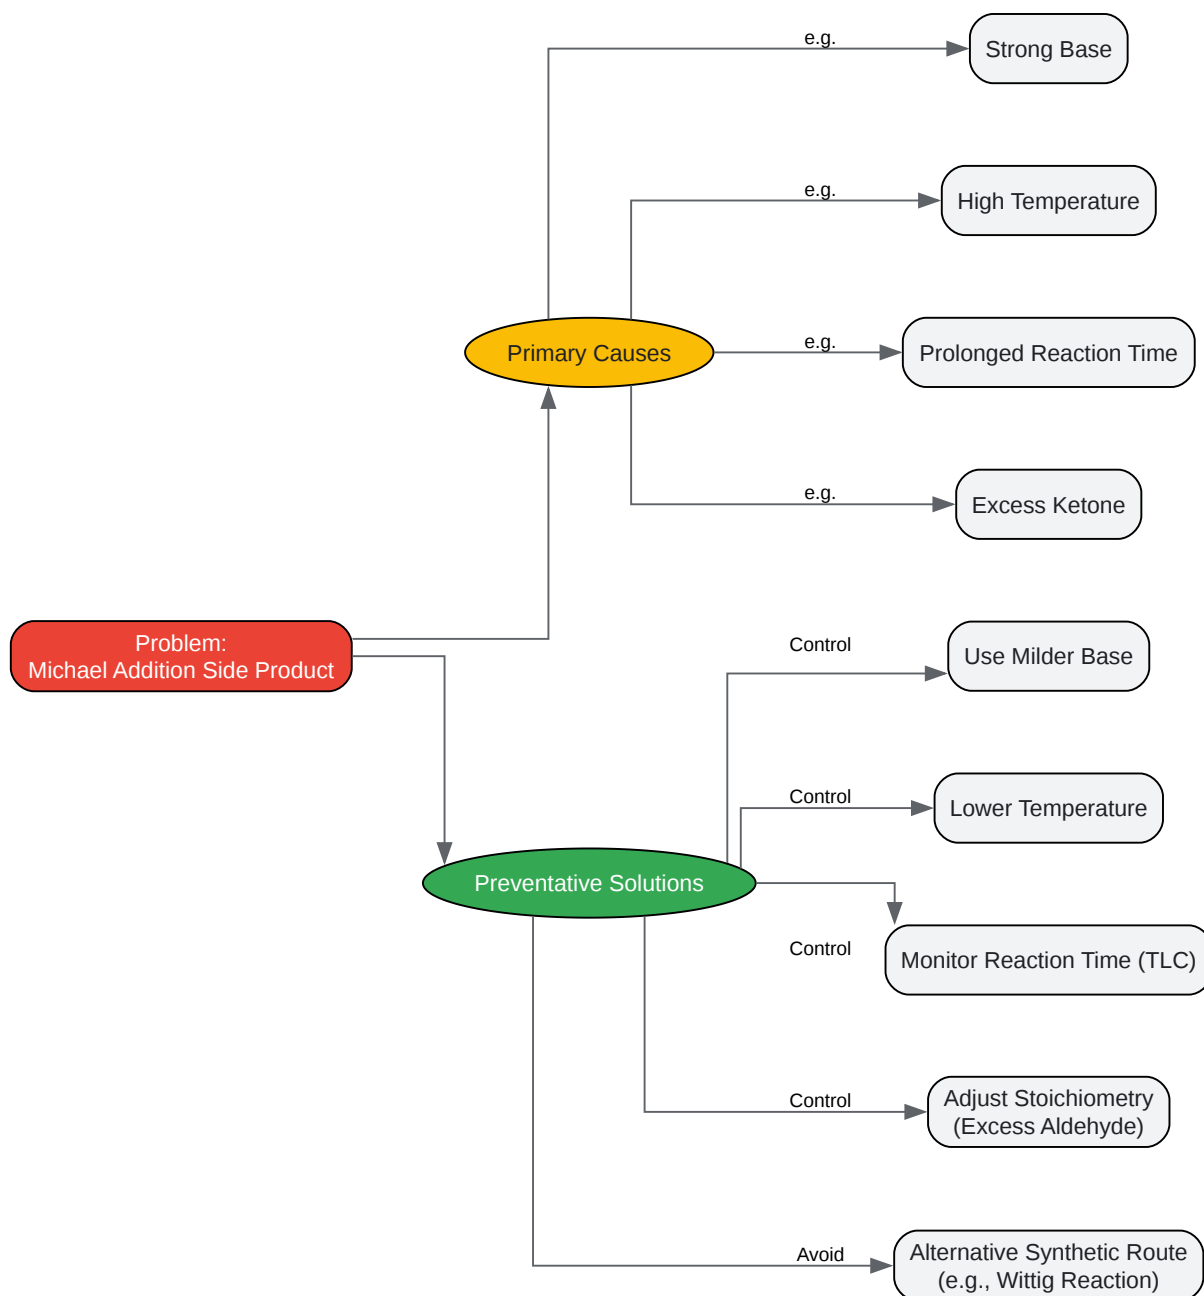 e.g.
Strong Base
e.g.
High Temperature
Primary Causes
e.g.
Prolonged Reaction Time
e.g.
Excess Ketone
Problem:
Michael Addition Side Product
Control
Use Milder Base
Control
Lower Temperature
Preventative Solutions
Control
Monitor Reaction Time (TLC)
Control
Adjust Stoichiometry
(Excess Aldehyde)
Avoid
Alternative Synthetic Route
(e.g., Wittig Reaction)